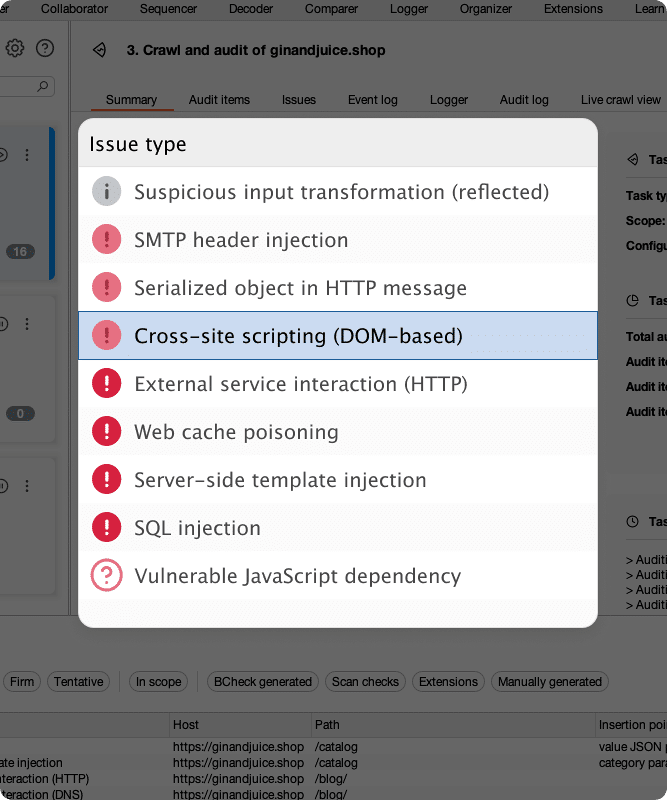 er Collaborator Sequencer Decoder Comparer Logger Organizer Extensions Learn
3. Crawl and audit of ginandjuice.shop
Summary Audit items Issues Event log Logger Audit log Live crawl view
Issue type
Suspicious input transformation (reflected)
SMTP header injection
Serialized object in HTTP message
Cross-site scripting (DOM-based)
External service interaction (HTTP)
Web cache poisoning
Server-side template injection
SQL injection
Vulnerable JavaScript dependency
16
0
Tas
Task ty
Scope:
Configu
Tas
Total au
Audit ite
Audit ite
Audit ite
Tas
> Auditi
> Auditi
> Auditi
> Auditi
Firm Tentative In scope BCheck generated Scan checks Extensions Manually generated
Host Path Insertion poi
https://ginandjuice.shop /catalog value JSON p
ate injection https://ginandjuice.shop /catalog category para
nteraction (HTTP) https://ginandjuice.shop /blog/
nteraction (DNS) https://ginandjuice.shop /blog/